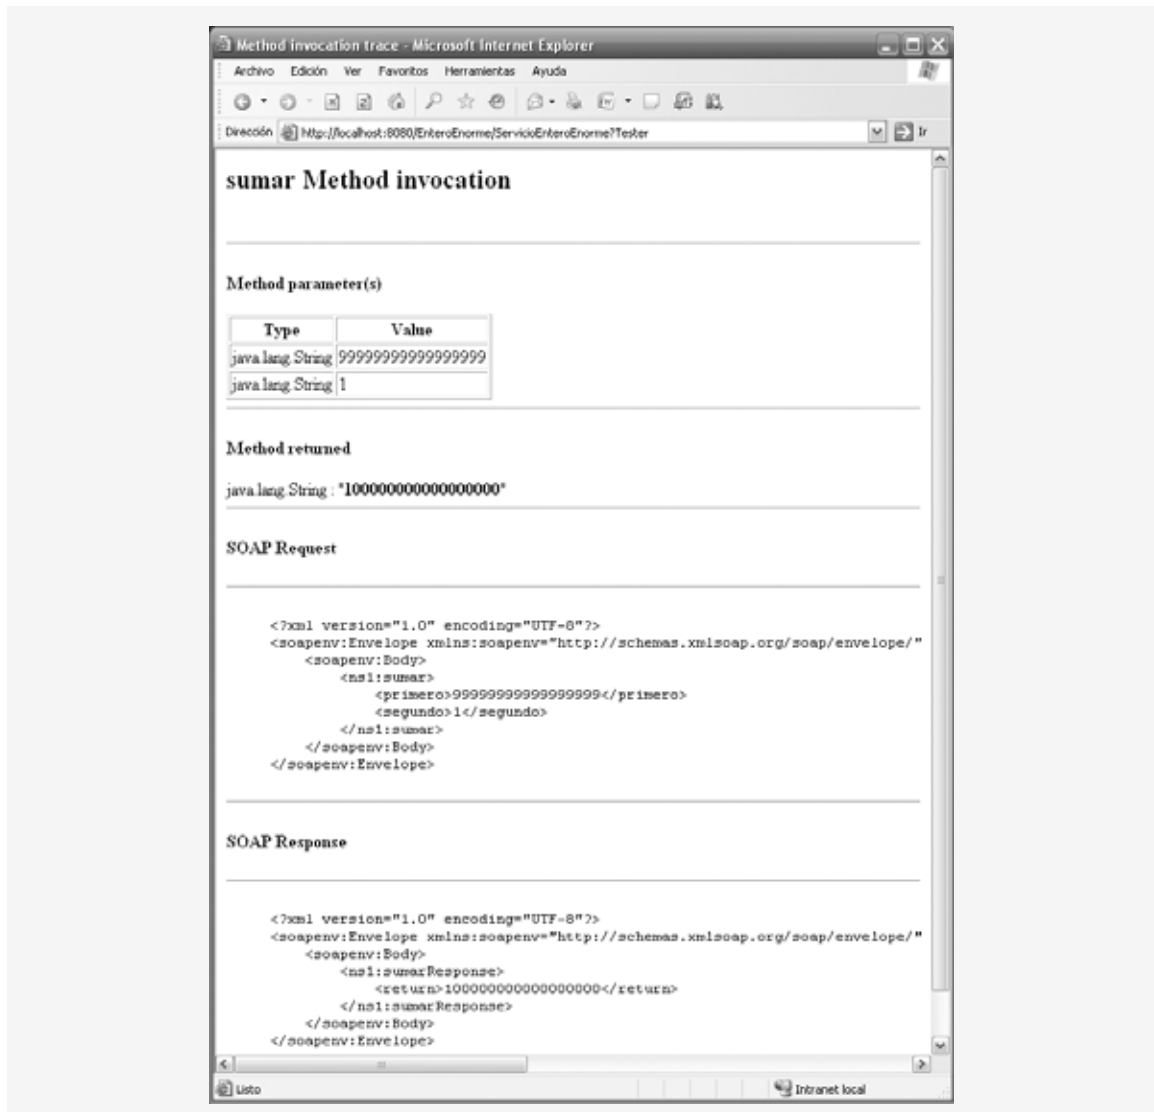 Method invocation trace - Microsoft Internet Explorer
Archivo Edición Ver Favoritos Herramientas Ayuda
Dirección http://localhost:8080/EnteroEnorme/ServicioEnteroEnorme?Tester Ir
sumar Method invocation
Method parameter(s)
Type Value
java.lang.String 99999999999999999
java.lang.String 1
Method returned
java.lang.String : "100000000000000000"
SOAP Request
<?xml version="1.0" encoding="UTF-8"?>
<soapenv:Envelope xmlns:soapenv="http://schemas.xmlsoap.org/soap/envelope/"
<soapenv:Body>
<ns1:sumar>
<primero>99999999999999999</primero>
<segundo>1</segundo>
</ns1:sumar>
</soapenv:Body>
</soapenv:Envelope>
SOAP Response
<?xml version="1.0" encoding="UTF-8"?>
<soapenv:Envelope xmlns:soapenv="http://schemas.xmlsoap.org/soap/envelope/"
<soapenv:Body>
<ns1:sumarResponse>
<return>100000000000000000</return>
</ns1:sumarResponse>
</soapenv:Body>
</soapenv:Envelope>
Listo Intranet local